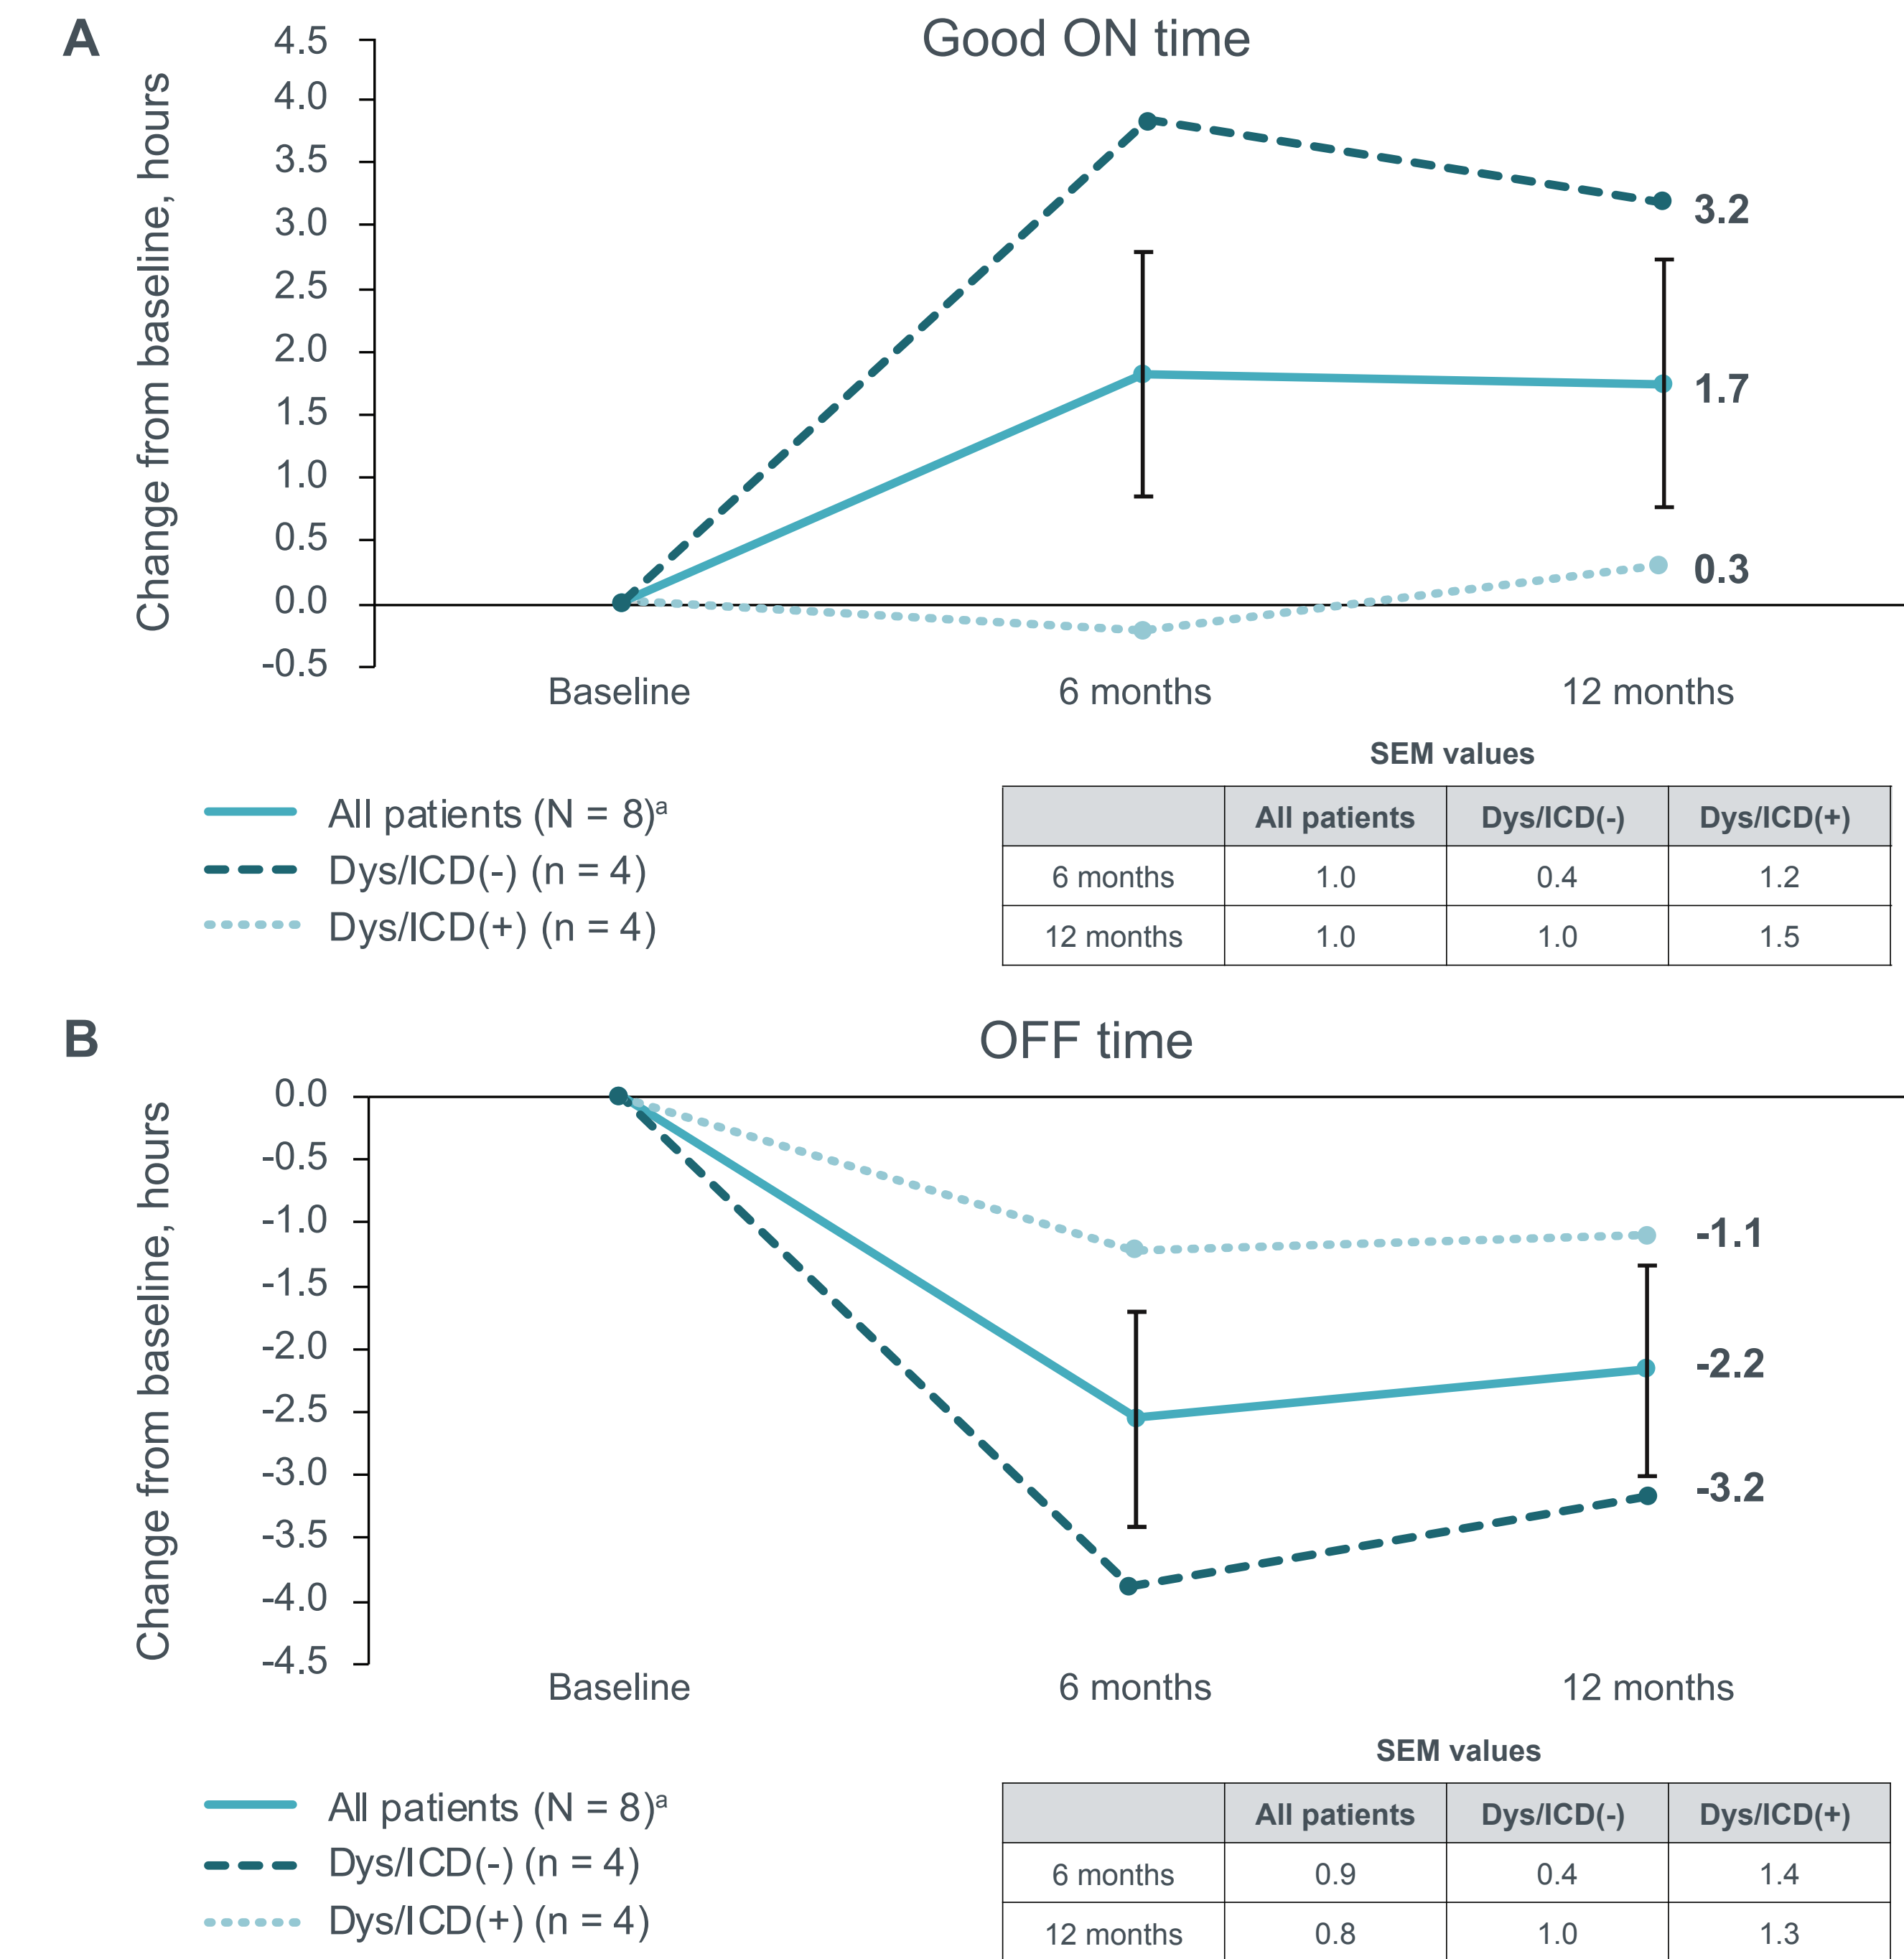 A
Good ON time
Change from baseline, hours
4.5
4.0
3.5
3.0
2.5
2.0
1.5
1.0
0.5
0.0
-0.5
3.2
1.7
0.3
Baseline 6 months 12 months
All patients (N = 8)ᵃ
Dys/ICD(-) (n = 4)
Dys/ICD(+) (n = 4)
SEM values
All patients Dys/ICD(-) Dys/ICD(+)
6 months 1.0 0.4 1.2
12 months 1.0 1.0 1.5
B
OFF time
Change from baseline, hours
0.0
-0.5
-1.0
-1.5
-2.0
-2.5
-3.0
-3.5
-4.0
-4.5
-1.1
-2.2
-3.2
Baseline 6 months 12 months
All patients (N = 8)ᵃ
Dys/ICD(-) (n = 4)
Dys/ICD(+) (n = 4)
SEM values
All patients Dys/ICD(-) Dys/ICD(+)
6 months 0.9 0.4 1.4
12 months 0.8 1.0 1.3